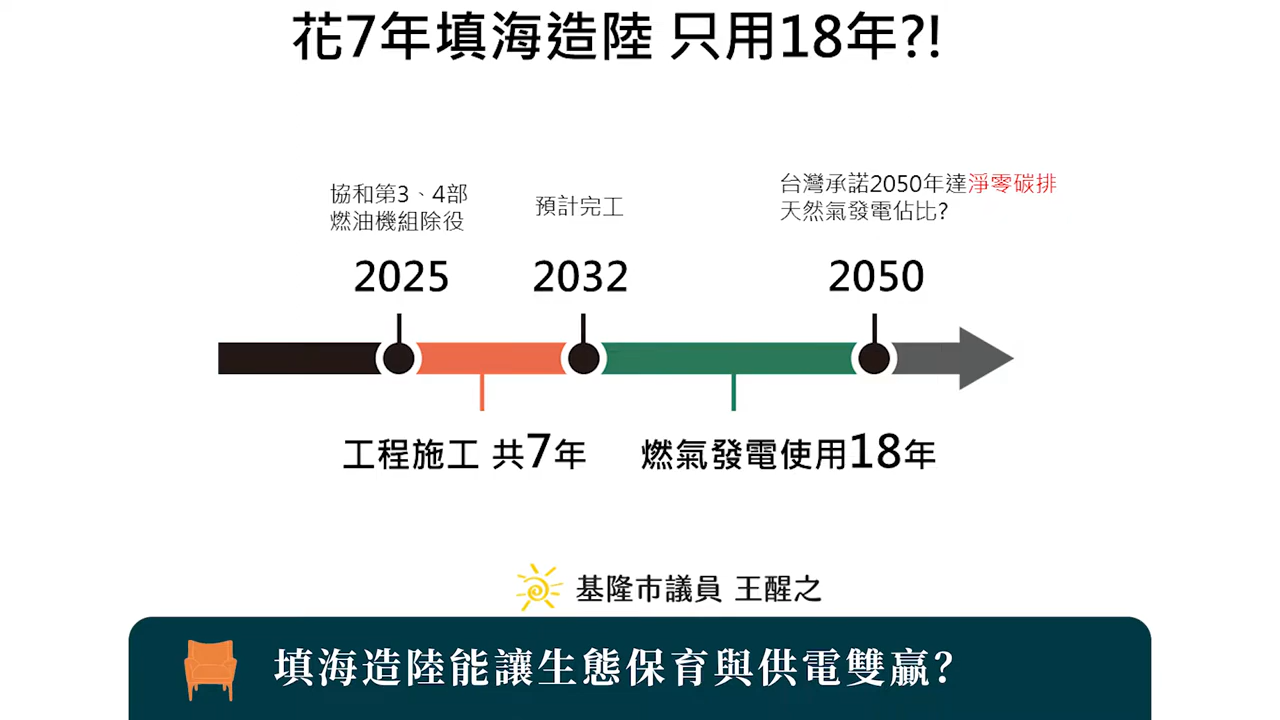 花7年填海造陸 只用18年?!
協和第3、4部
燃油機組除役
預計完工
台灣承諾2050年達淨零碳排
天然氣發電佔比?
2025
2032
2050
工程施工 共7年
燃氣發電使用18年
基隆市議員 王醒之
填海造陸能讓生態保育與供電雙贏?